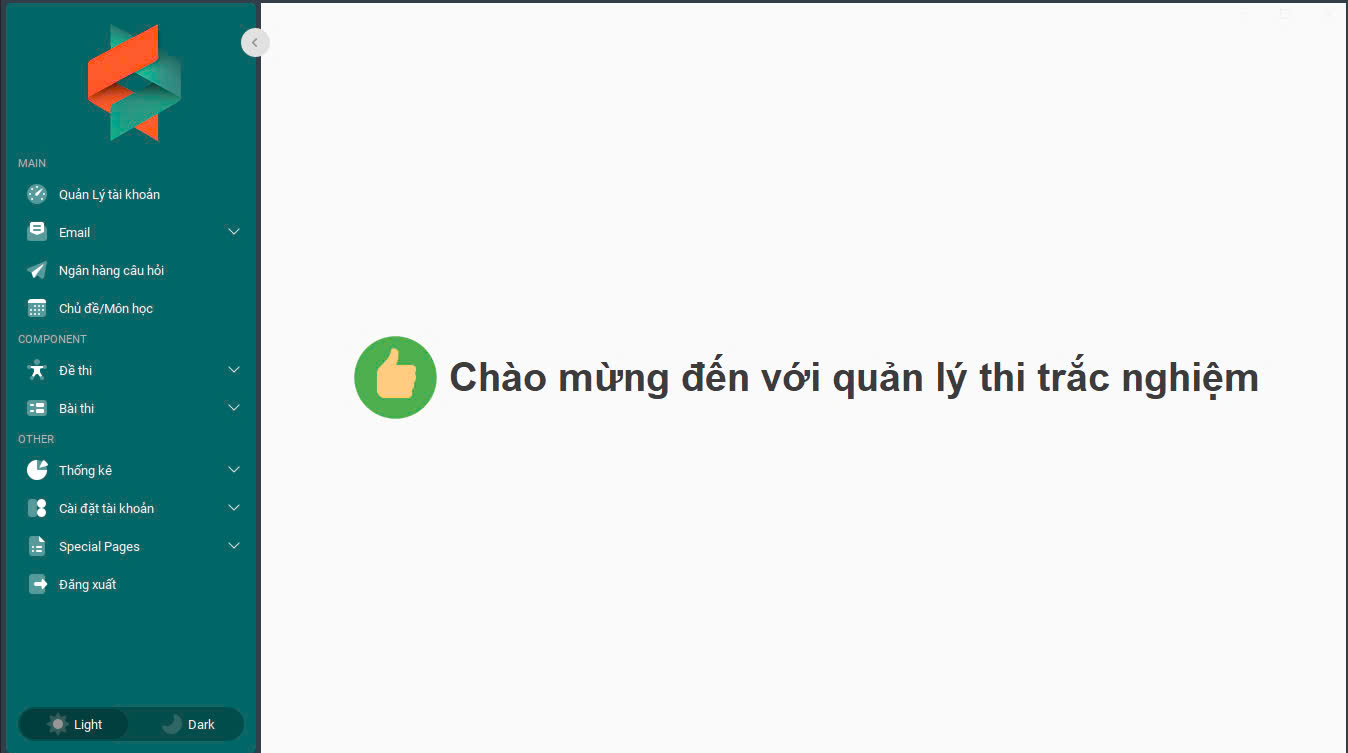 MAIN
Quản Lý tài khoản
Email
Ngân hàng câu hỏi
Chủ đề/Môn học
COMPONENT
Đề thi
Bài thi
OTHER
Thống kê
Cài đặt tài khoản
Special Pages
Đăng xuất
Light
Dark
Chào mừng đến với quản lý thi trắc nghiệm